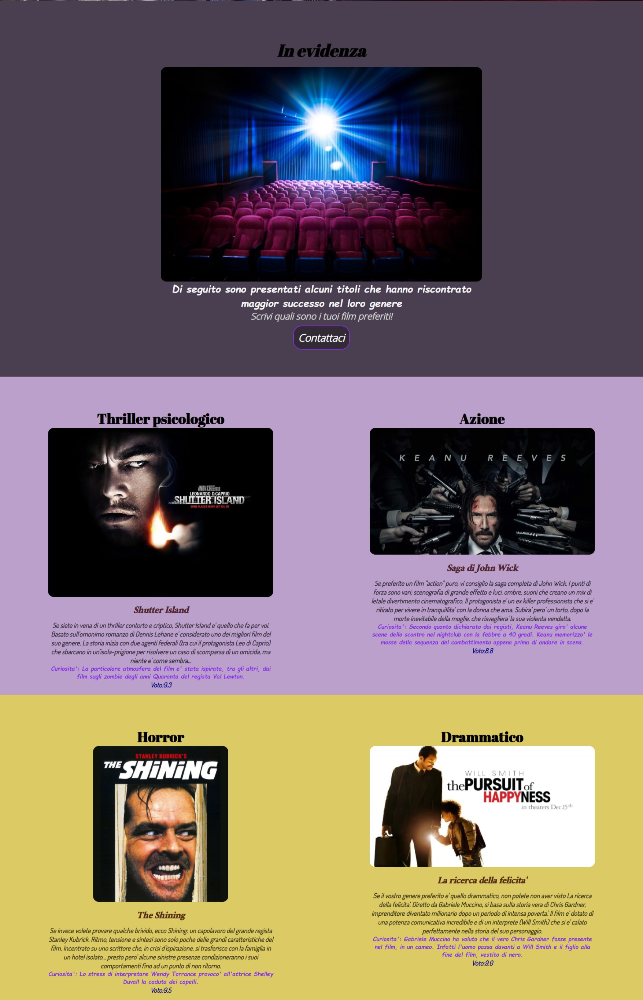 In evidenza
Di seguito sono presentati alcuni titoli che hanno riscontrato
maggior successo nel loro genere
Scrivi quali sono i tuoi film preferiti!
Contattaci
Thriller psicologico
A MARTIN SCORSESE PICTURE
LEONARDO DiCAPRIO
SHUTTER ISLAND
SOME PLACES NEVER LET YOU GO
Shutter Island
Se siete in vena di un thriller contorto e criptico, Shutter Island e' quello che fa per voi.
Basato sull'omonimo romanzo di Dennis Lehane e' considerato uno dei migliori film del
suo genere. La storia inizia con due agenti federali (tra cui il protagonista Leo di Caprio)
che sbarcano in un'isola-prigione per risolvere un caso di scomparsa di un omicida, ma
niente e' come sembra...
Curiosita': La particolare atmosfera del film e' stata ispirata, tra gli altri, dai
film sugli zombie degli anni Quaranta del regista Val Lewton.
Voto:9.3
Azione
KEANU REEVES
Saga di John Wick
Se preferite un film "action" puro, vi consiglio la saga completa di John Wick. I punti di
forza sono vari: scenografia di grande effetto e luci, ombre, suoni che creano un mix di
letale divertimento cinematografico. Il protagonista e' un ex killer professionista che si e'
ritirato per vivere in tranquillita' con la donna che ama. Subira' pero' un torto, dopo la
morte inevitabile della moglie, che risvegliera' la sua violenta vendetta.
Curiosita': Secondo quanto dichiarato dai registi, Keanu Reeves giro' alcune
scene dello scontro nel nightclub con la febbre a 40 gradi. Keanu memorizzo' le
mosse della sequenza del combattimento appena prima di andare in scena.
Voto:8.8
Horror
STANLEY KUBRICK'S
THE SHiNiNG
The Shining
Se invece volete provare qualche brivido, ecco Shining: un capolavoro del grande regista
Stanley Kubrick. Ritmo, tensione e sintesi sono solo poche delle grandi caratteristiche del
film. Incentrato su uno scrittore che, in crisi d'ispirazione, si trasferisce con la famiglia in
un hotel isolato... presto pero' alcune sinistre presenze condizioneranno i suoi
comportamenti fino ad un punto di non ritorno.
Curiosita': Lo stress di interpretare Wendy Torrance provoco' all'attrice Shelley
Duvall la caduta dei capelli.
Voto:9.5
Drammatico
WILL SMITH
the PURSUIT of
HAPPYNESS
in theaters Dec.15th
La ricerca della felicita'
Se il vostro genere preferito e' quello drammatico, non potete non aver visto La ricerca
della felicita'. Diretto da Gabriele Muccino, si basa sulla storia vera di Chris Gardner,
imprenditore diventato milionario dopo un periodo di intensa poverta'. Il film e' dotato di
una potenza comunicativa incredibile e di un interprete (Will Smith) che si e' calato
perfettamente nella storia del suo personaggio.
Curiosita': Gabriele Muccino ha voluto che il vero Chris Gardner fosse presente
nel film, in un cameo. Infatti l'uomo passa davanti a Will Smith e il figlio alla
fine del film, vestito di nero.
Voto:9.0